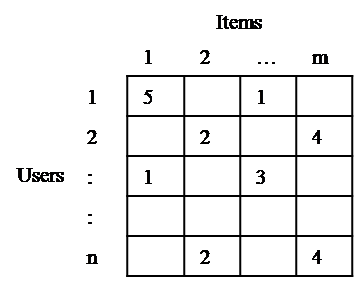 Items
1 2 ... m
1 5 1
2 2 4
Users : 1 3
:
n 2 4